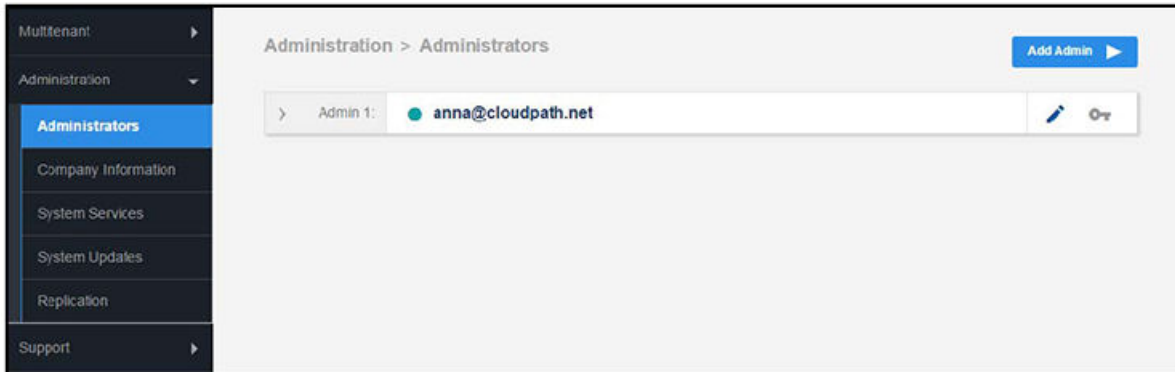 Multitenant
Administration
Administrators
Company Information
System Services
System Updates
Replication
Support
Administration > Administrators
Add Admin
Admin 1:
anna@cloudpath.net